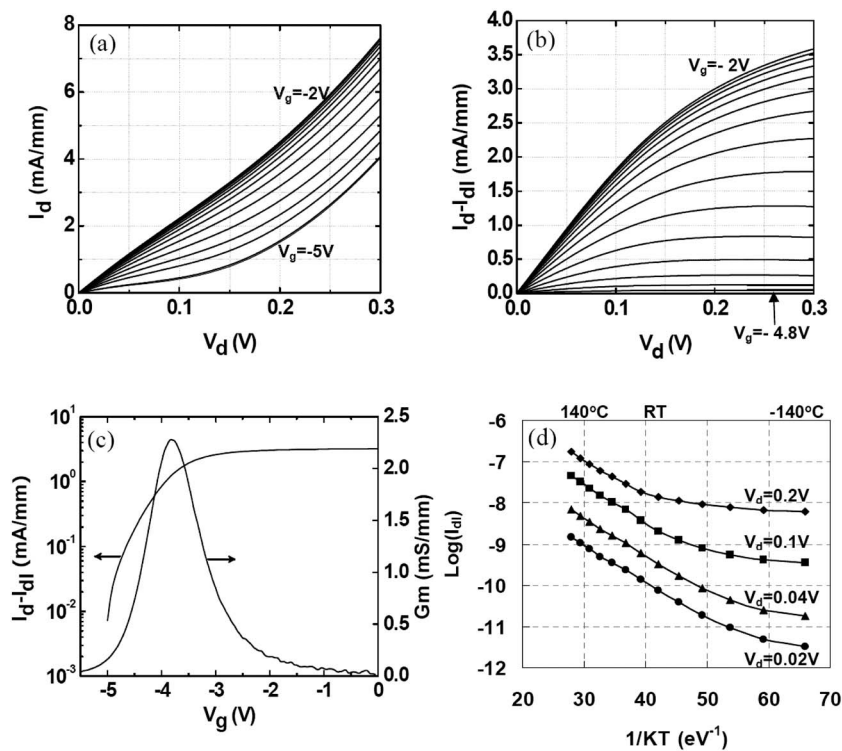 (a)
8
6
4
2
0
I_d (mA/mm)
V_g=-2V
V_g=-5V
0.0 0.1 0.2 0.3
V_d (V)
(b)
4.0
3.5
3.0
2.5
2.0
1.5
1.0
0.5
0.0
I_d-I_dl (mA/mm)
V_g=- 2V
0.0 0.1 0.2 0.3
V_g=- 4.8V
V_d (V)
(c)
10^1
10^0
10^-1
10^-2
10^-3
I_d-I_dl (mA/mm)
2.5
2.0
1.5
1.0
0.5
0.0
Gm (mS/mm)
-5 -4 -3 -2 -1 0
V_g (V)
(d)
140°C RT -140°C
-6
-7
-8
-9
-10
-11
-12
Log(I_dl)
V_d=0.2V
V_d=0.1V
V_d=0.04V
V_d=0.02V
20 30 40 50 60 70
1/KT (eV^-1)